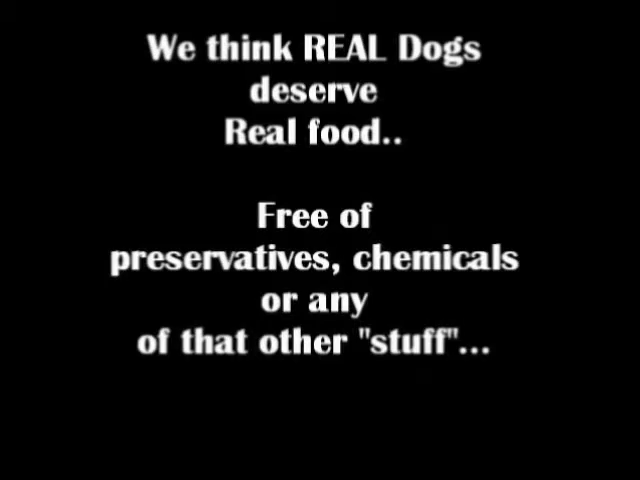 We think REAL Dogs
deserve
Real food..
Free of
preservatives, chemicals
or any
of that other "stuff"...